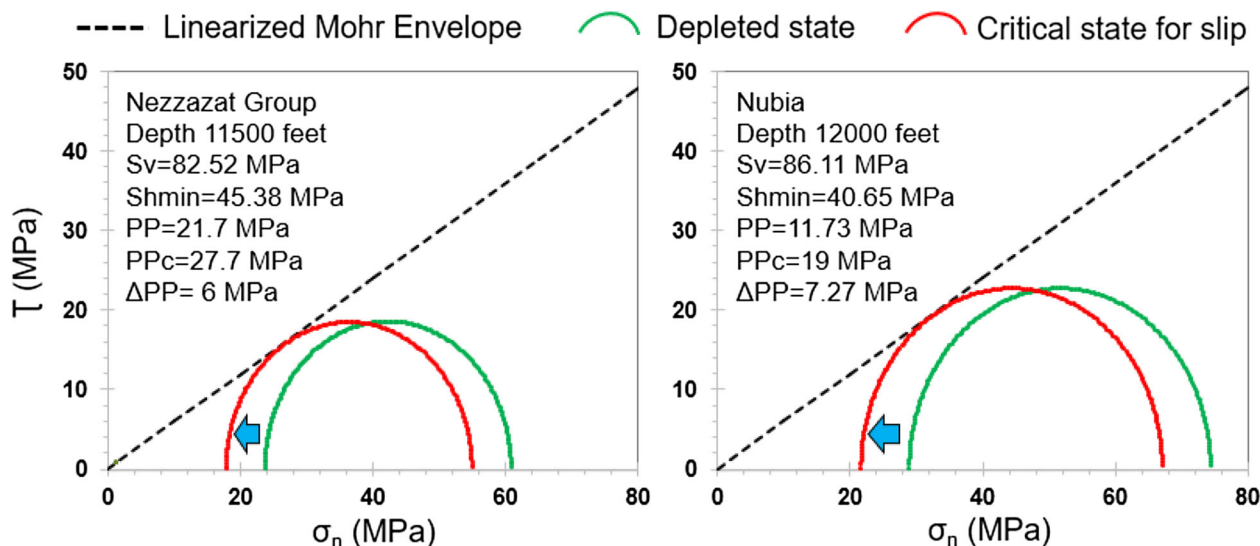 Linearized Mohr Envelope Depleted state Critical state for slip
50
40
30
20
10
0
Ʈ (MPa)
Nezzazat Group
Depth 11500 feet
Sv=82.52 MPa
Shmin=45.38 MPa
PP=21.7 MPa
PPc=27.7 MPa
ΔPP= 6 MPa
0 20 40 60 80
σn (MPa)
50
40
30
20
10
0
Nubia
Depth 12000 feet
Sv=86.11 MPa
Shmin=40.65 MPa
PP=11.73 MPa
PPc=19 MPa
ΔPP=7.27 MPa
0 20 40 60 80
σn (MPa)